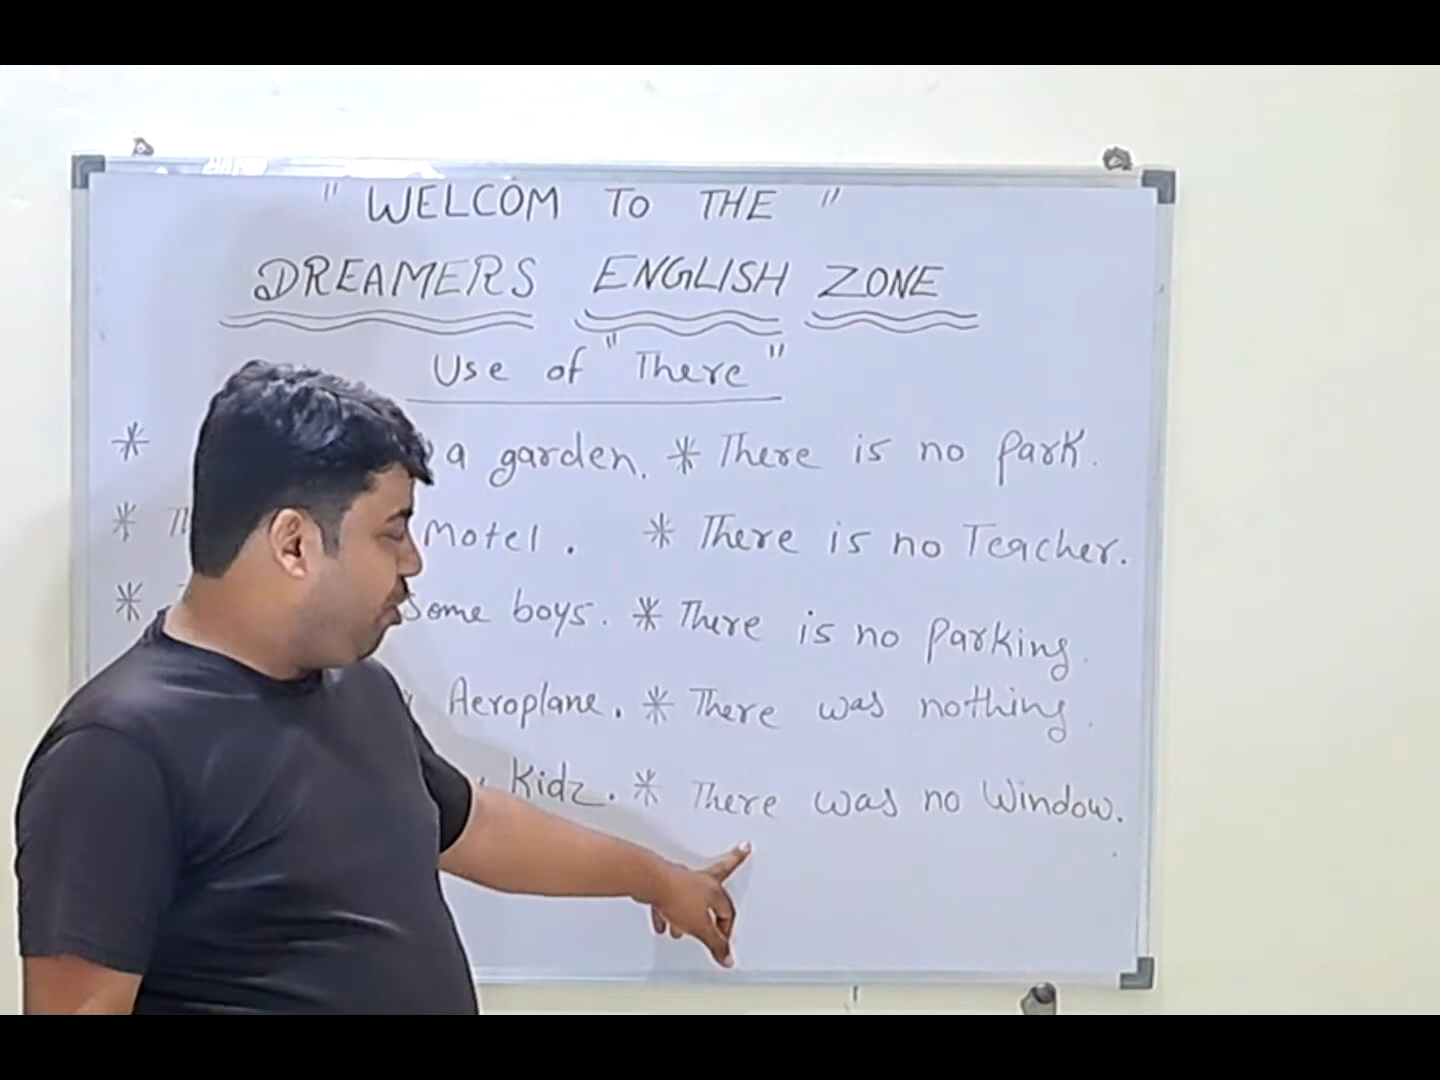 " WELCOM TO THE "
DREAMERS ENGLISH ZONE
Use of "There"
* a garden. * There is no Park.
* Motel. * There is no Teacher.
* Some boys. * There is no Parking.
Aeroplane. * There was nothing.
Kidz. * There was no Window.